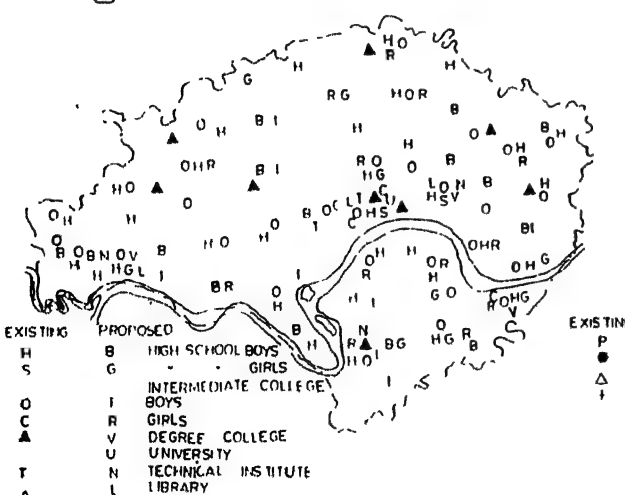 H O
R
G H H
R G H O R
O H B I B
H O B H
O H
O H R B I R O O B R
H G
H O C L O N B H
O L T U H S V O O
H B O C
O H T O H S
H B I
O H O H O O H R
B O B N O V B O H O R O H G
H H G L I I R H
B R O H I G O R O H G
H V
B N O
H R I B G H G R
H O B
I
EXISTING PROPOSED EXISTIN
H B HIGH SCHOOL BOYS P
S G " " GIRLS
INTERMEDIATE COLLEGE
O I BOYS
C R GIRLS
▲ V DEGREE COLLEGE
U UNIVERSITY
T N TECHNICAL INSTITUTE
L LIBRARY